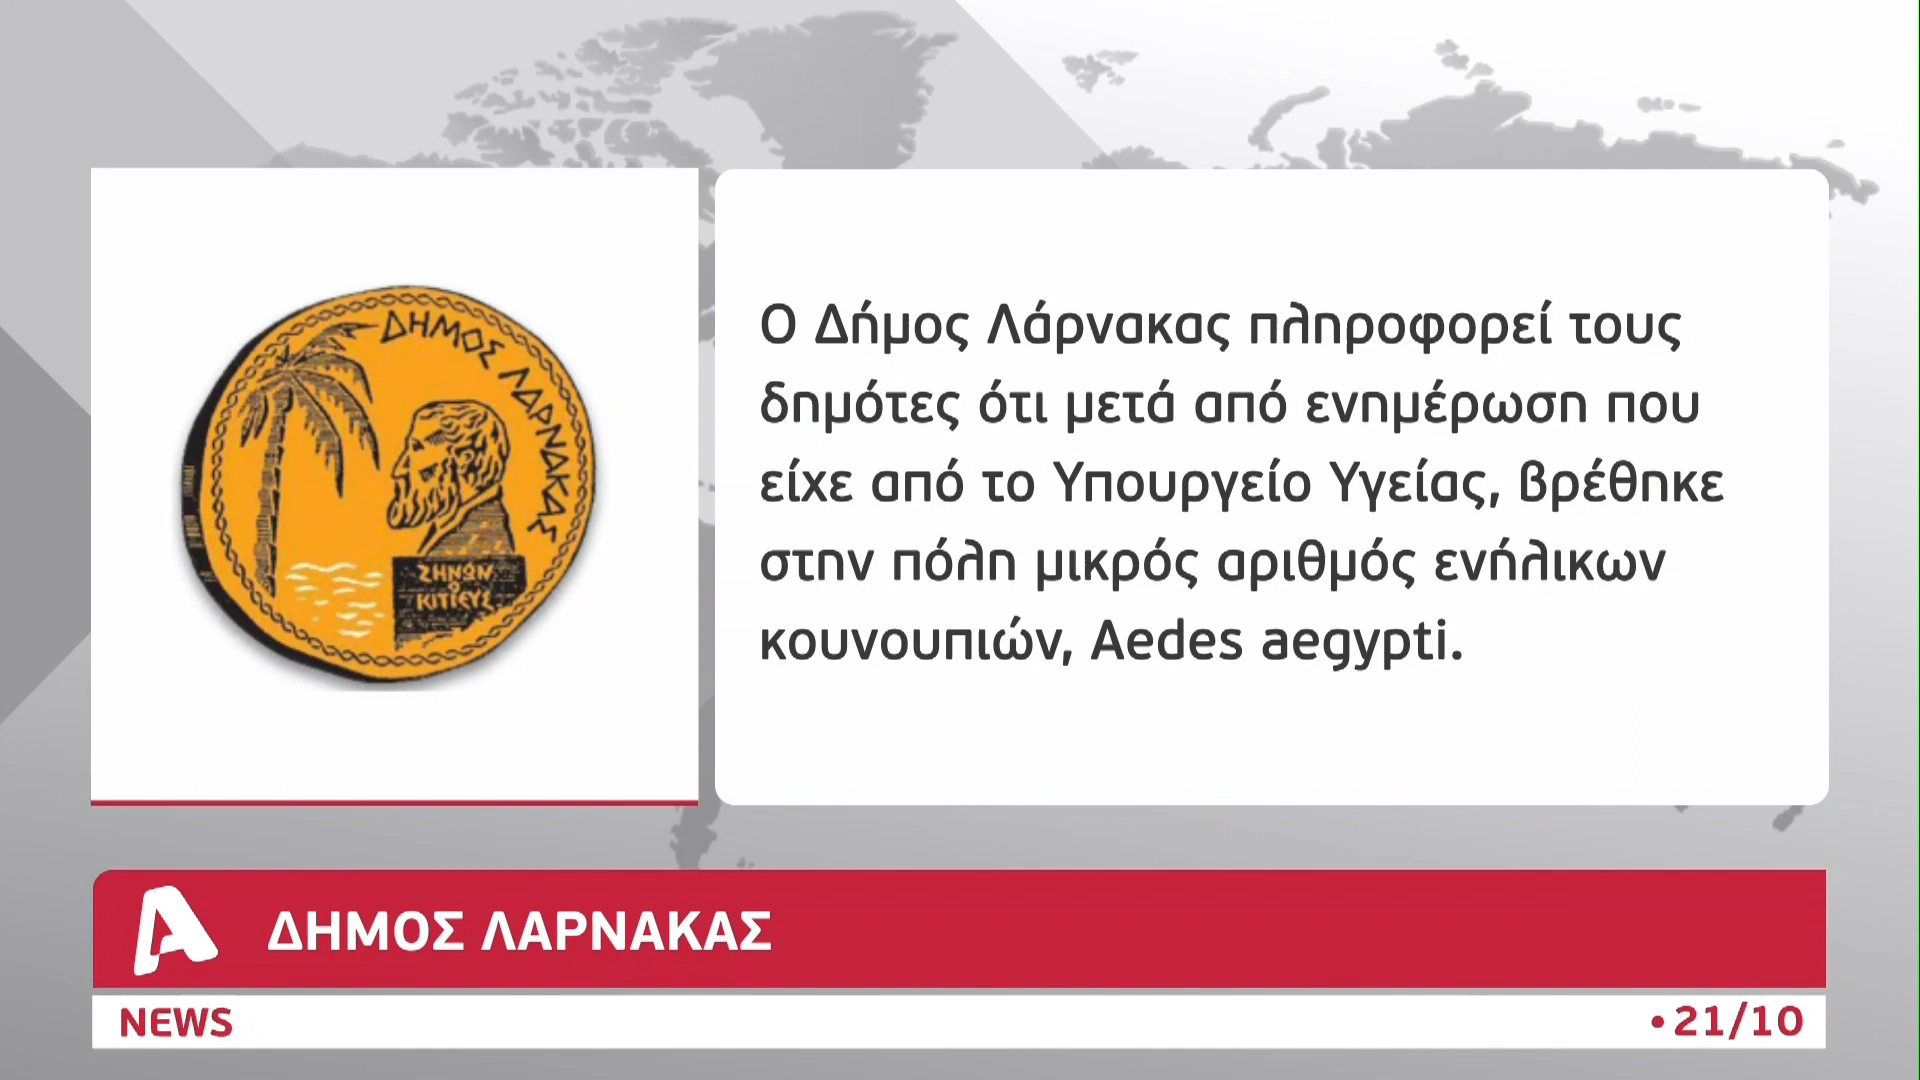 ΔΗΜΟΣ ΛΑΡΝΑΚΑΣ
ΖΗΝΩΝ
Ο
ΚΙΤΙΕΥΣ
Ο Δήμος Λάρνακας πληροφορεί τους
δημότες ότι μετά από ενημέρωση που
είχε από το Υπουργείο Υγείας, βρέθηκε
στην πόλη μικρός αριθμός ενήλικων
κουνουπιών, Aedes aegypti.
ΔΗΜΟΣ ΛΑΡΝΑΚΑΣ
NEWS
•21/10